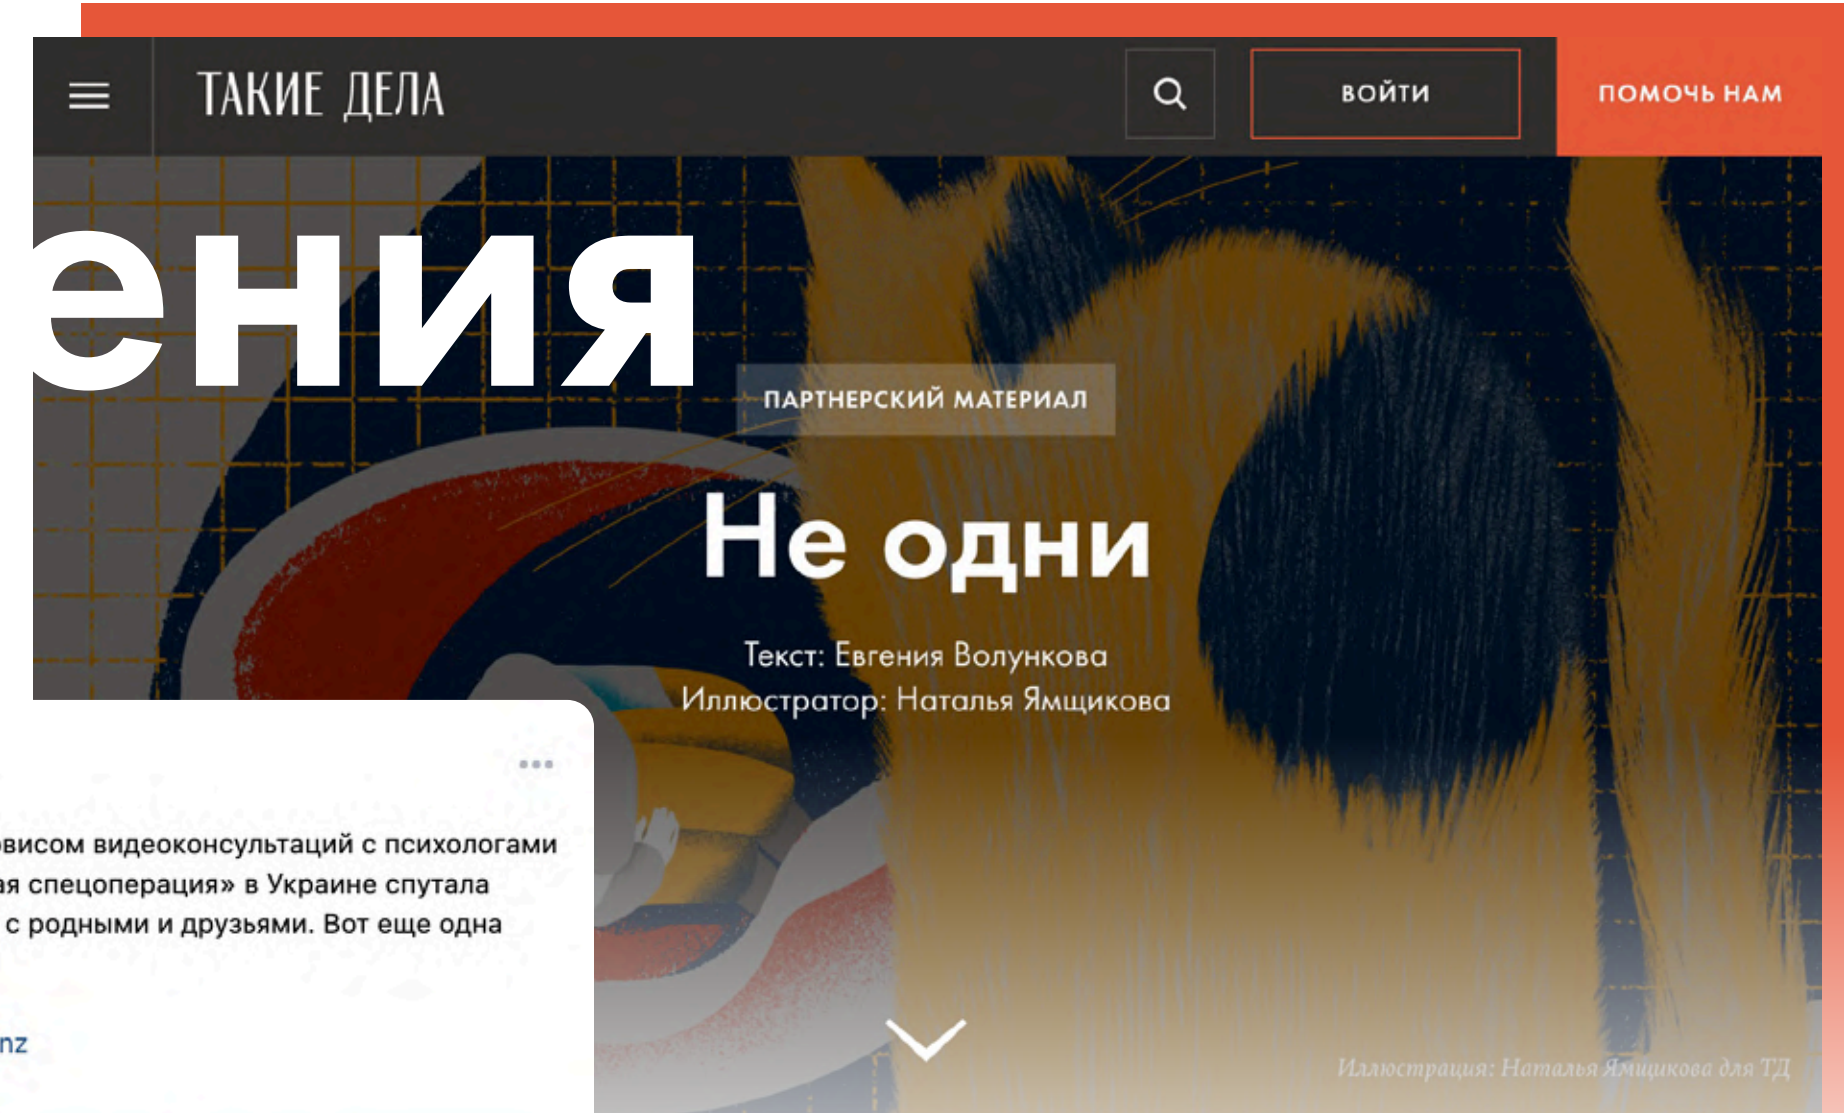 ТАКИЕ ДЕЛА
ВОЙТИ
ПОМОЧЬ НАМ
ения
ПАРТНЕРСКИЙ МАТЕРИАЛ
Не одни
Текст: Евгения Волункова
Иллюстратор: Наталья Ямщикова
висом видеоконсультаций с психологами
ая спецоперация» в Украине спутала
с родными и друзьями. Вот еще одна
nz
Иллюстрация: Наталья Ямщикова для ТД